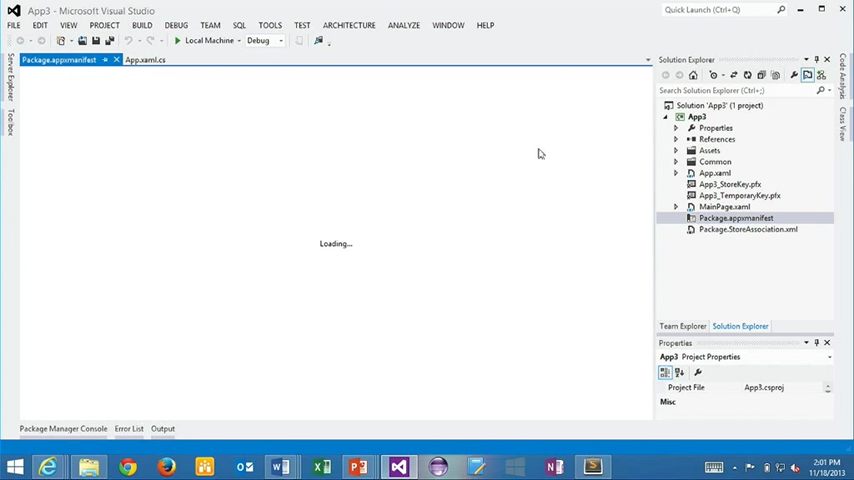 App3 - Microsoft Visual Studio
Quick Launch (Ctrl+Q)
FILE EDIT VIEW PROJECT BUILD DEBUG TEAM SQL TOOLS TEST ARCHITECTURE ANALYZE WINDOW HELP
Local Machine Debug
Server Explorer
Toolbox
Package.appxmanifest App.xaml.cs
Loading...
Solution Explorer
Search Solution Explorer (Ctrl+;)
Solution 'App3' (1 project)
App3
Properties
References
Assets
Common
App.xaml
App3_StoreKey.pfx
App3_TemporaryKey.pfx
MainPage.xaml
Package.appxmanifest
Package.StoreAssociation.xml
Team Explorer Solution Explorer
Properties
App3 Project Properties
Project File App3.csproj
Misc
Code Analysis
Class View
Package Manager Console Error List Output
2:01 PM
11/18/2013